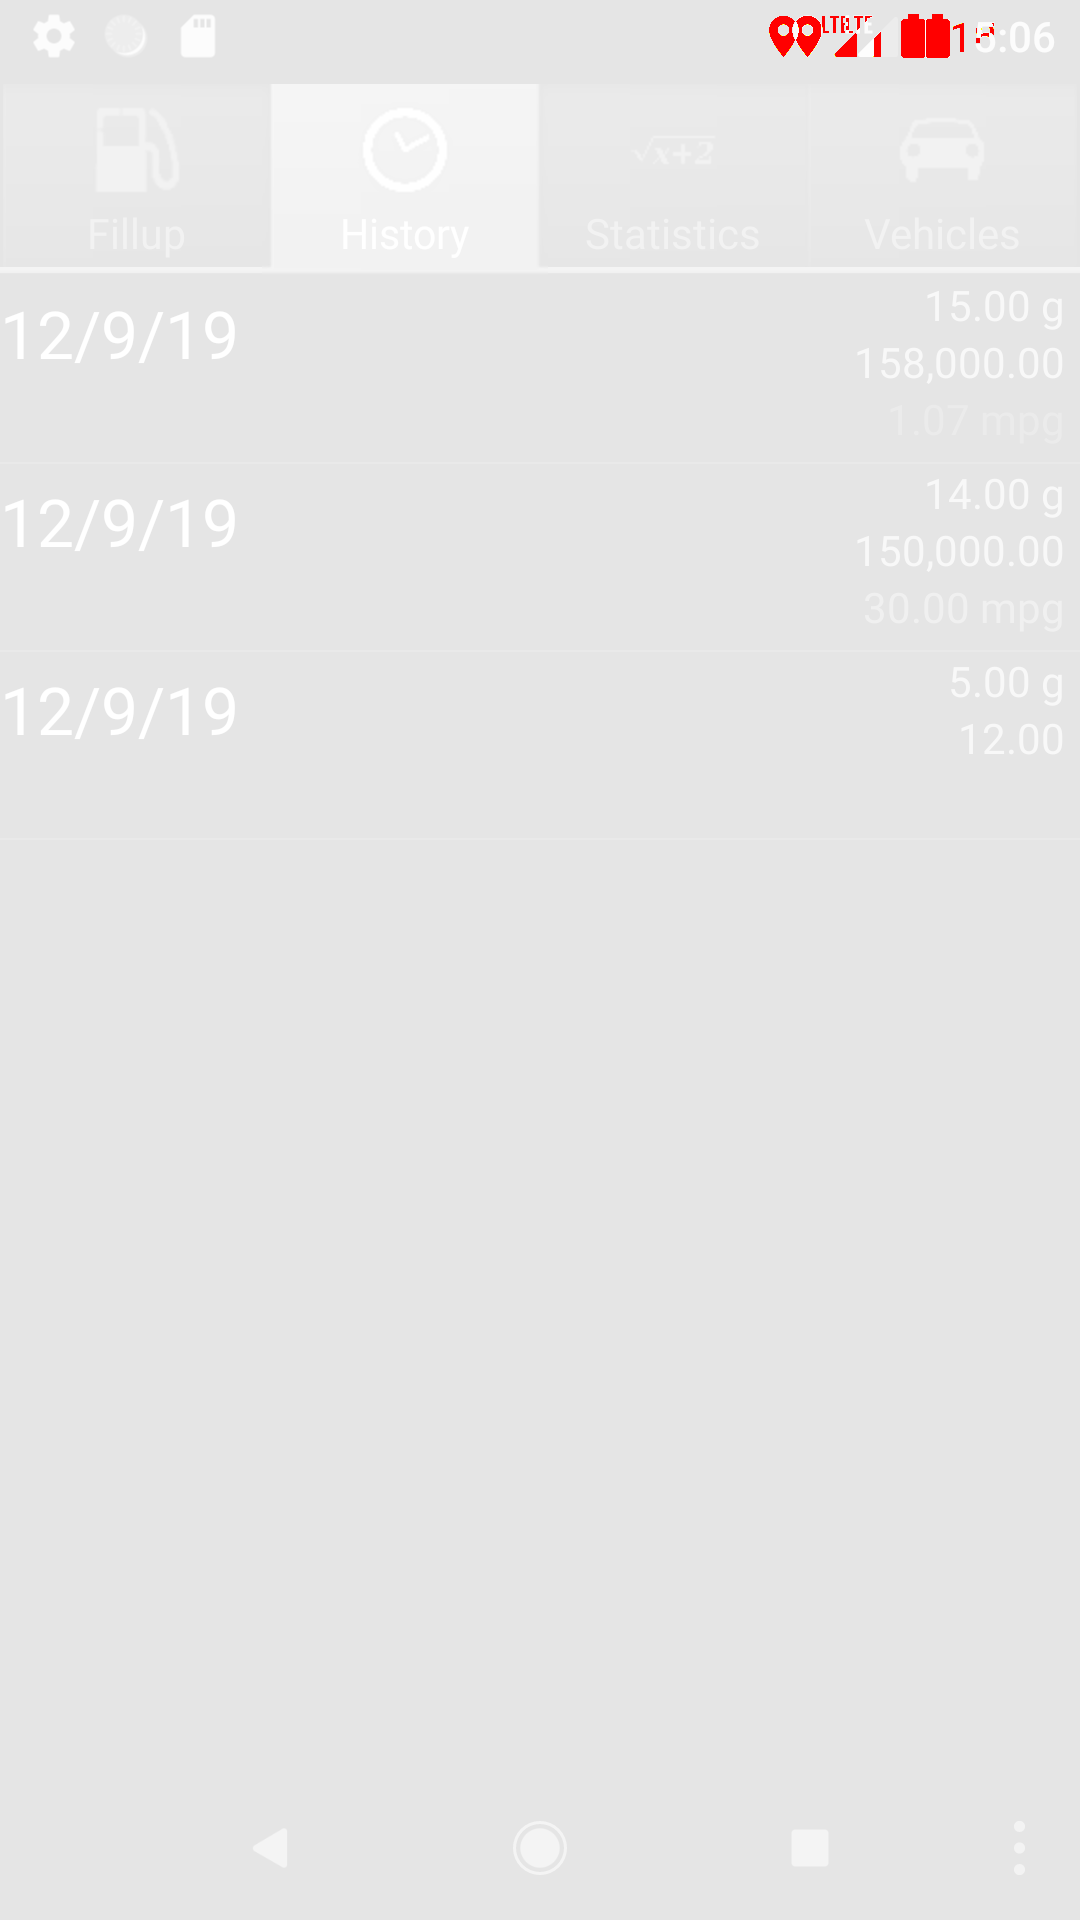 :06
Fillup
History
√x+2
Statistics
Vehicles
12/9/19
15.00 g
158,000.00
1.07 mpg
12/9/19
14.00 g
150,000.00
30.00 mpg
12/9/19
5.00 g
12.00